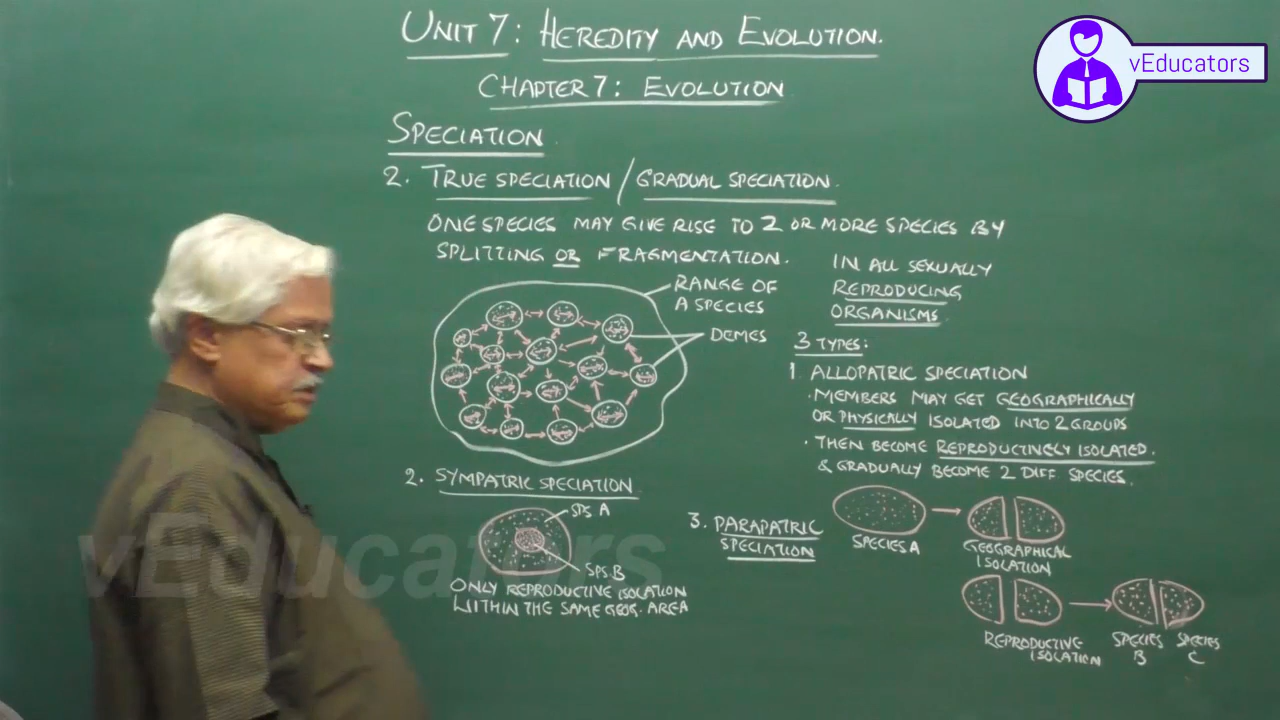 UNIT 7: HEREDITY AND EVOLUTION.
CHAPTER 7: EVOLUTION
SPECIATION
2. TRUE SPECIATION / GRADUAL SPECIATION.
ONE SPECIES MAY GIVE RISE TO 2 OR MORE SPECIES BY
SPLITTING OR FRAGMENTATION.
RANGE OF
A SPECIES
DEMES
IN ALL SEXUALLY
REPRODUCING
ORGANISMS
3 TYPES:
1. ALLOPATRIC SPECIATION
· MEMBERS MAY GET GEOGRAPHICALLY
OR PHYSICALLY ISOLATED INTO 2 GROUPS
· THEN BECOME REPRODUCTIVELY ISOLATED.
& GRADUALLY BECOME 2 DIFF. SPECIES.
SPECIES A
GEOGRAPHICAL
ISOLATION
REPRODUCTIVE
ISOLATION
SPECIES
B
SPECIES
C
2. SYMPATRIC SPECIATION
SPS A
SPS B
ONLY REPRODUCTIVE ISOLATION
WITHIN THE SAME GEOG. AREA
3. PARAPATRIC
SPECIATION
vEducators
vEducators